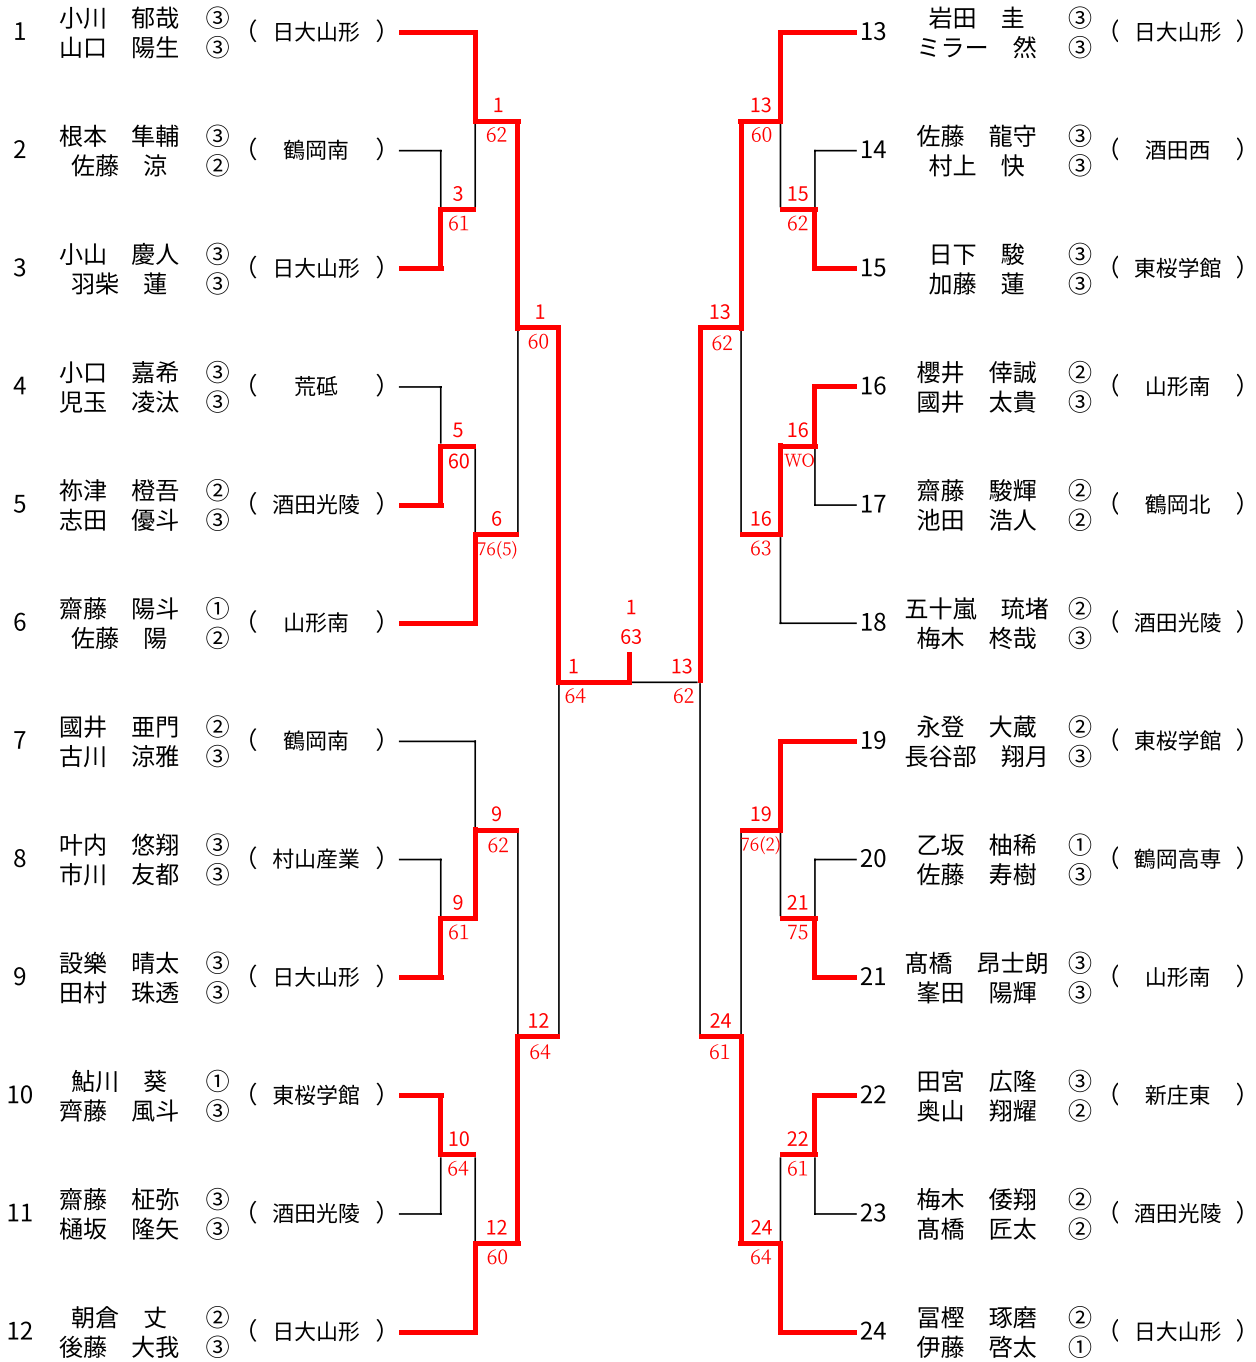 1 小川 郁哉 ③ ( 日大山形 )
山口 陽生 ③
2 根本 隼輔 ③ ( 鶴岡南 )
佐藤 涼 ②
3 小山 慶人 ③ ( 日大山形 )
羽柴 蓮 ③
4 小口 嘉希 ③ ( 荒砥 )
児玉 凌汰 ③
5 祢津 橙吾 ② ( 酒田光陵 )
志田 優斗 ③
6 齋藤 陽斗 ① ( 山形南 )
佐藤 陽 ②
7 國井 亜門 ② ( 鶴岡南 )
古川 涼雅 ③
8 叶内 悠翔 ③ ( 村山産業 )
市川 友都 ③
9 設樂 晴太 ③ ( 日大山形 )
田村 珠透 ③
10 鮎川 葵 ① ( 東桜学館 )
齊藤 風斗 ③
11 齋藤 柾弥 ③ ( 酒田光陵 )
樋坂 隆矢 ③
12 朝倉 丈 ② ( 日大山形 )
後藤 大我 ③
1
62
3
61
1
60
5
60
6
76(5)
1
64
9
62
9
61
12
64
10
64
12
60
1
63
13
60
15
62
13
62
16
WO
16
63
13
62
19
76(2)
21
75
24
61
22
61
24
64
13 岩田 圭 ③ ( 日大山形 )
ミラー 然 ③
14 佐藤 龍守 ③ ( 酒田西 )
村上 快 ③
15 日下 駿 ③ ( 東桜学館 )
加藤 蓮 ③
16 櫻井 倖誠 ② ( 山形南 )
國井 太貴 ③
17 齋藤 駿輝 ② ( 鶴岡北 )
池田 浩人 ②
18 五十嵐 琉堵 ② ( 酒田光陵 )
梅木 柊哉 ③
19 永登 大蔵 ② ( 東桜学館 )
長谷部 翔月 ③
20 乙坂 柚稀 ① ( 鶴岡高専 )
佐藤 寿樹 ③
21 髙橋 昂士朗 ③ ( 山形南 )
峯田 陽輝 ③
22 田宮 広隆 ③ ( 新庄東 )
奥山 翔耀 ②
23 梅木 倭翔 ② ( 酒田光陵 )
髙橋 匠太 ②
24 冨樫 琢磨 ② ( 日大山形 )
伊藤 啓太 ①